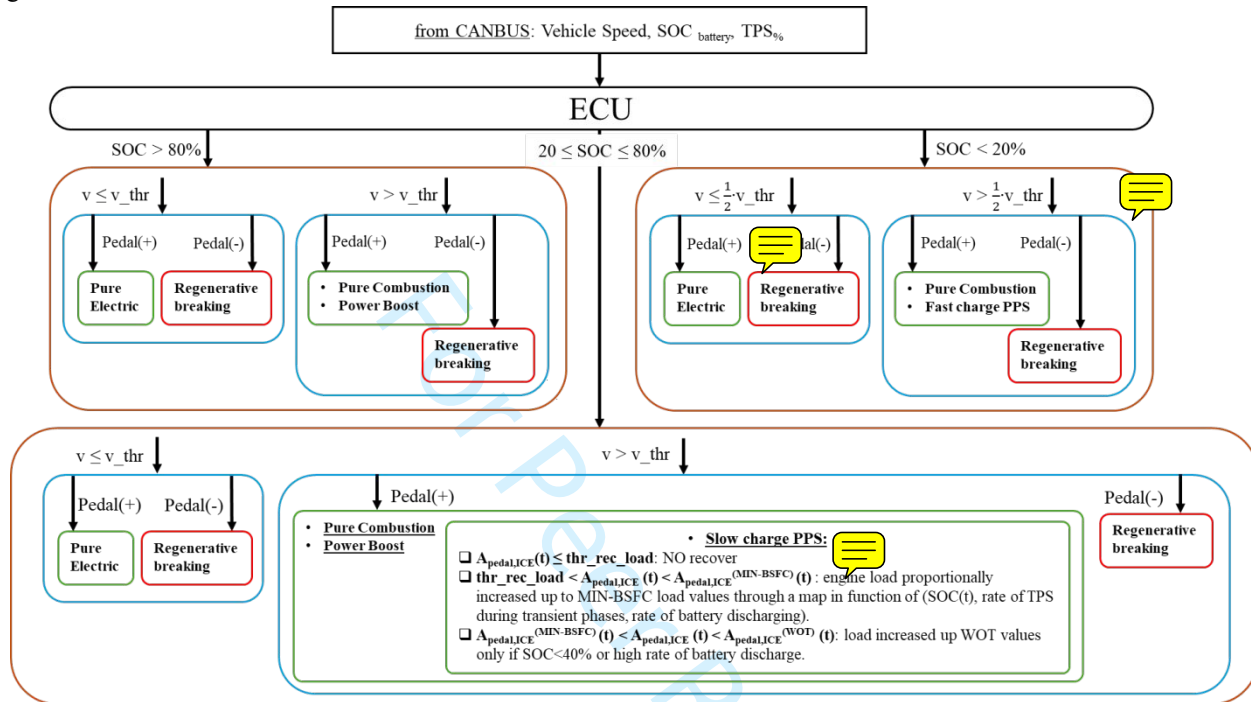 from CANBUS: Vehicle Speed, SOC battery, TPS%
ECU
SOC > 80%
20 ≤ SOC ≤ 80%
SOC < 20%
v ≤ v_thr
v > v_thr
v ≤ 1/2·v_thr
v > 1/2·v_thr
Pedal(+)
Pedal(-)
Pedal(+)
Pedal(-)
Pedal(+)
dal(-)
Pedal(+)
Pedal(-)
Pure
Electric
Regenerative
breaking
• Pure Combustion
• Power Boost
Regenerative
breaking
Pure
Electric
Regenerative
breaking
• Pure Combustion
• Fast charge PPS
Regenerative
breaking
v ≤ v_thr
v > v_thr
Pedal(+)
Pedal(-)
Pedal(+)
Pedal(-)
Pure
Electric
Regenerative
breaking
• Pure Combustion
• Power Boost
• Slow charge PPS:
❑ Apedal,ICE(t) ≤ thr_rec_load: NO recover
❑ thr_rec_load < Apedal,ICE (t) < Apedal,ICE(MIN-BSFC) (t) : engine load proportionally
increased up to MIN-BSFC load values through a map in function of (SOC(t), rate of TPS
during transient phases, rate of battery discharging).
❑ Apedal,ICE(MIN-BSFC) (t) < Apedal,ICE (t) < Apedal,ICE(WOT) (t): load increased up WOT values
only if SOC<40% or high rate of battery discharge.
Regenerative
breaking
For Peer R